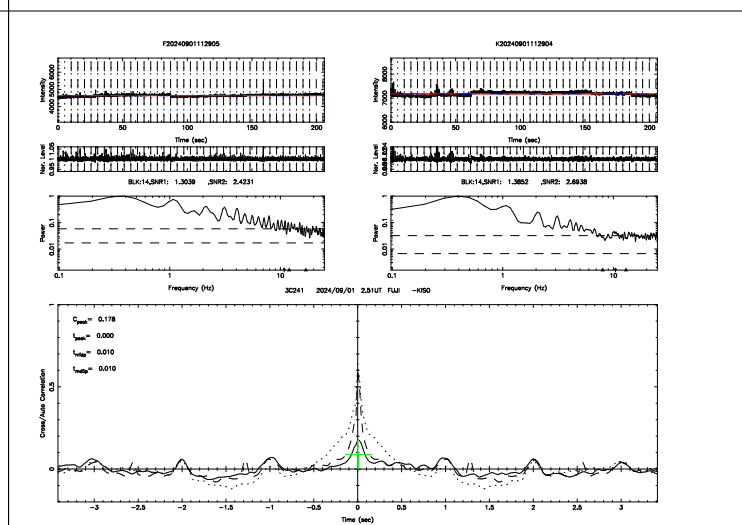 F20240901112905
K20240901112904
Intensity
4000 5000 6000
0
50
100
150
200
Time (sec)
Intensity
6000 7000 8000
0
50
100
150
200
Time (sec)
Nor. Level
0.95 1 1.05
Nor. Level
BLK:14,SNR1: 1.3039 ,SNR2: 2.4231
BLK:14,SNR1: 1.3852 ,SNR2: 2.6938
Power
1
0.1
0.01
0.1
1
10
Frequency (Hz)
Power
1
0.1
0.01
0.1
1
10
Frequency (Hz)
3C241 2024/09/01 2.51UT FUJI -KISO
Cross/Auto Correlation
1
0.5
0
C_peak= 0.178
t_peak= 0.000
t_mdp= 0.010
-3
-2.5
-2
-1.5
-1
-0.5
0
0.5
1
1.5
2
2.5
3
Time (sec)